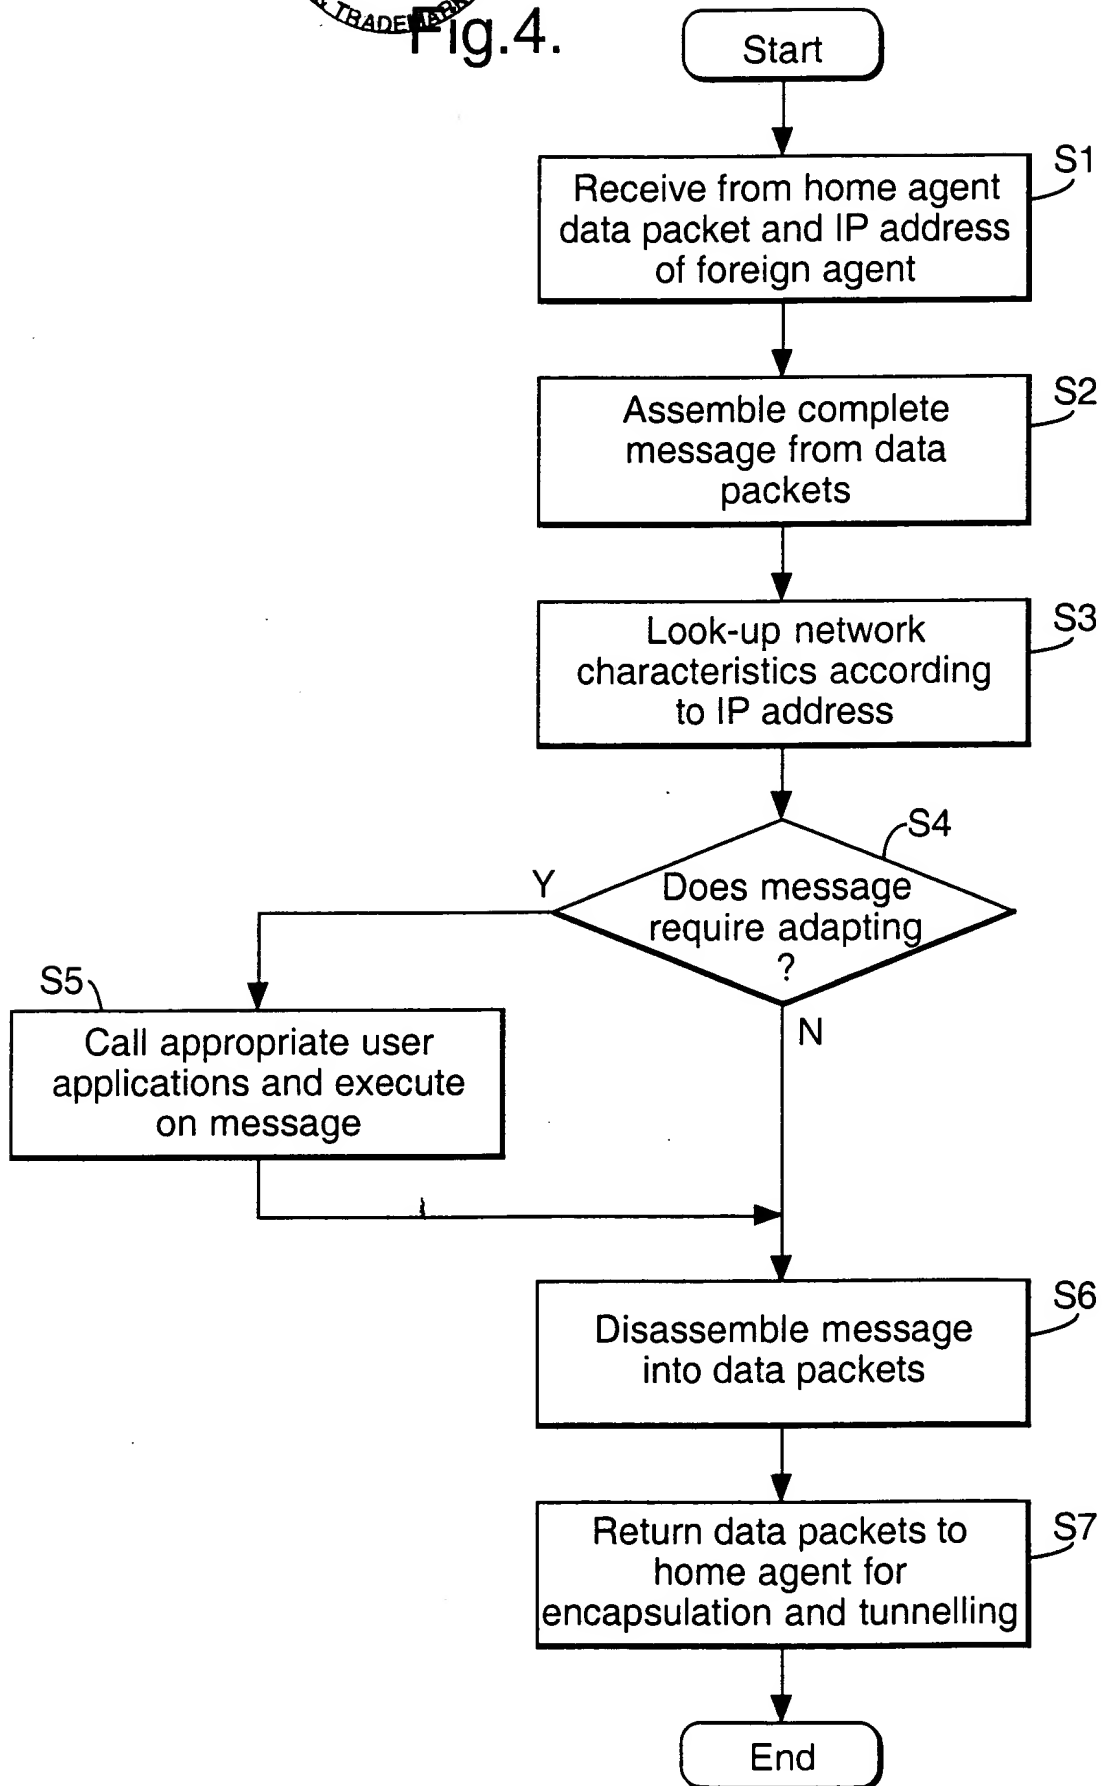 & TRADEMARK
Fig.4.
Start
S1
Receive from home agent
data packet and IP address
of foreign agent
S2
Assemble complete
message from data
packets
S3
Look-up network
characteristics according
to IP address
S4
Does message
require adapting
?
Y
N
S5
Call appropriate user
applications and execute
on message
S6
Disassemble message
into data packets
S7
Return data packets to
home agent for
encapsulation and tunnelling
End